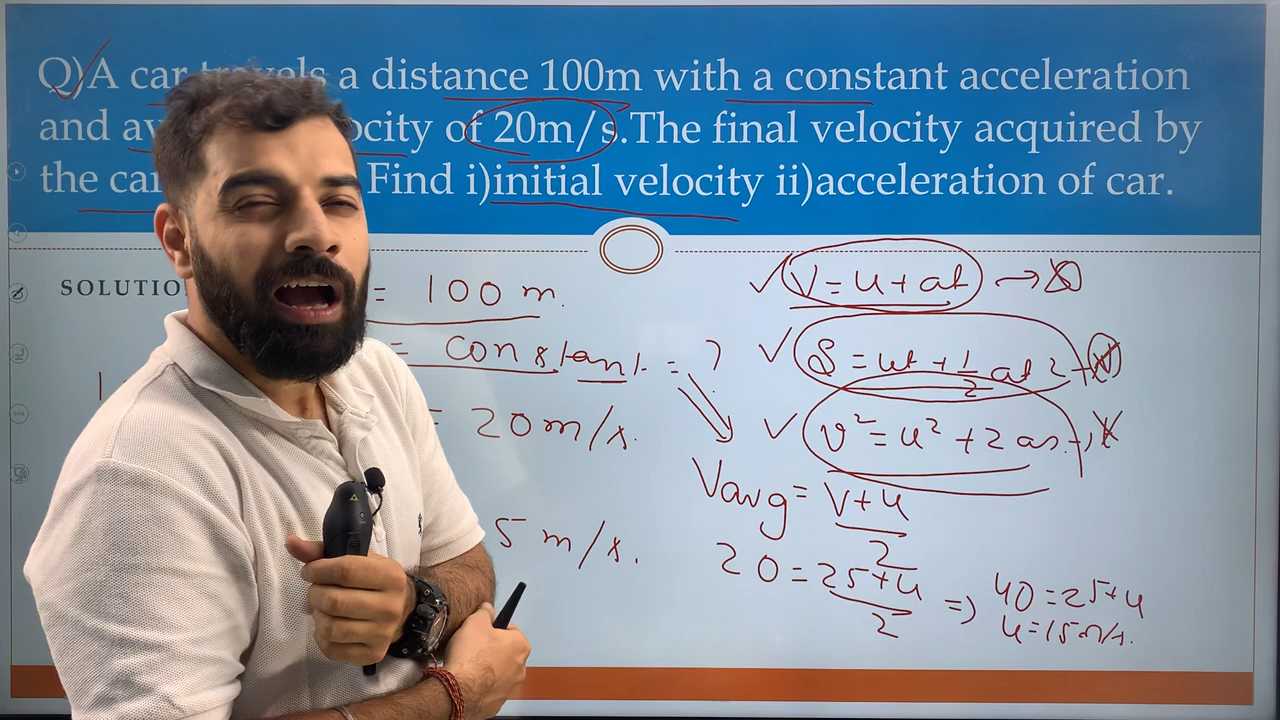 Q) A car travels a distance 100m with a constant acceleration
and av ocity of 20m/s. The final velocity acquired by
the car Find i)initial velocity ii)acceleration of car.
SOLUTIO
= 100 m.
= constant = ?
= 20 m/s.
5 m/s.
V = u + at
S = ut + 1/2 at²
v² = u² + 2as
Vavg = V+u/2
20 = 25+u/2 => 40 = 25+u
u = 15 m/s.